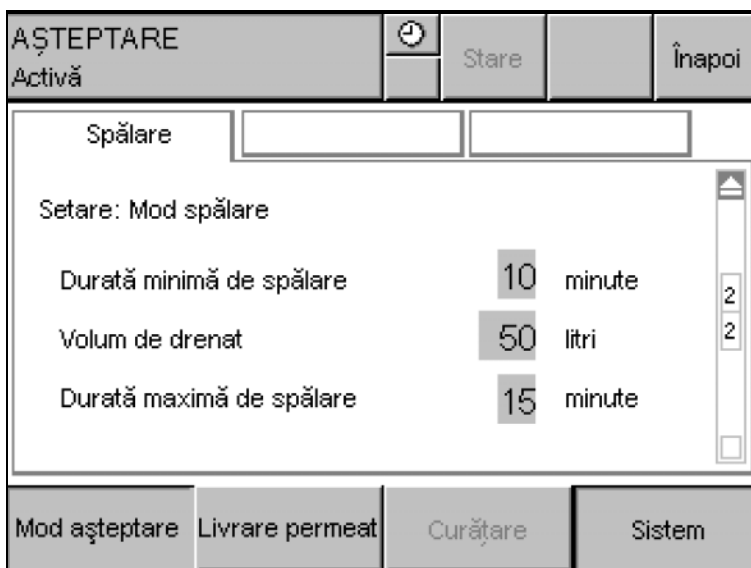 AȘTEPTARE
Activă
Stare
Înapoi
Spălare
Setare: Mod spălare
Durată minimă de spălare 10 minute
Volum de drenat 50 litri
Durată maximă de spălare 15 minute
2
2
Mod aşteptare Livrare permeat Curățare Sistem